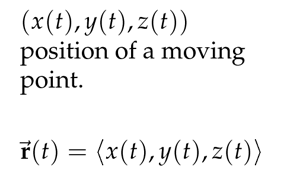 (x(t), y(t), z(t))
position of a moving
point.
r⃗(t) = ⟨x(t), y(t), z(t)⟩